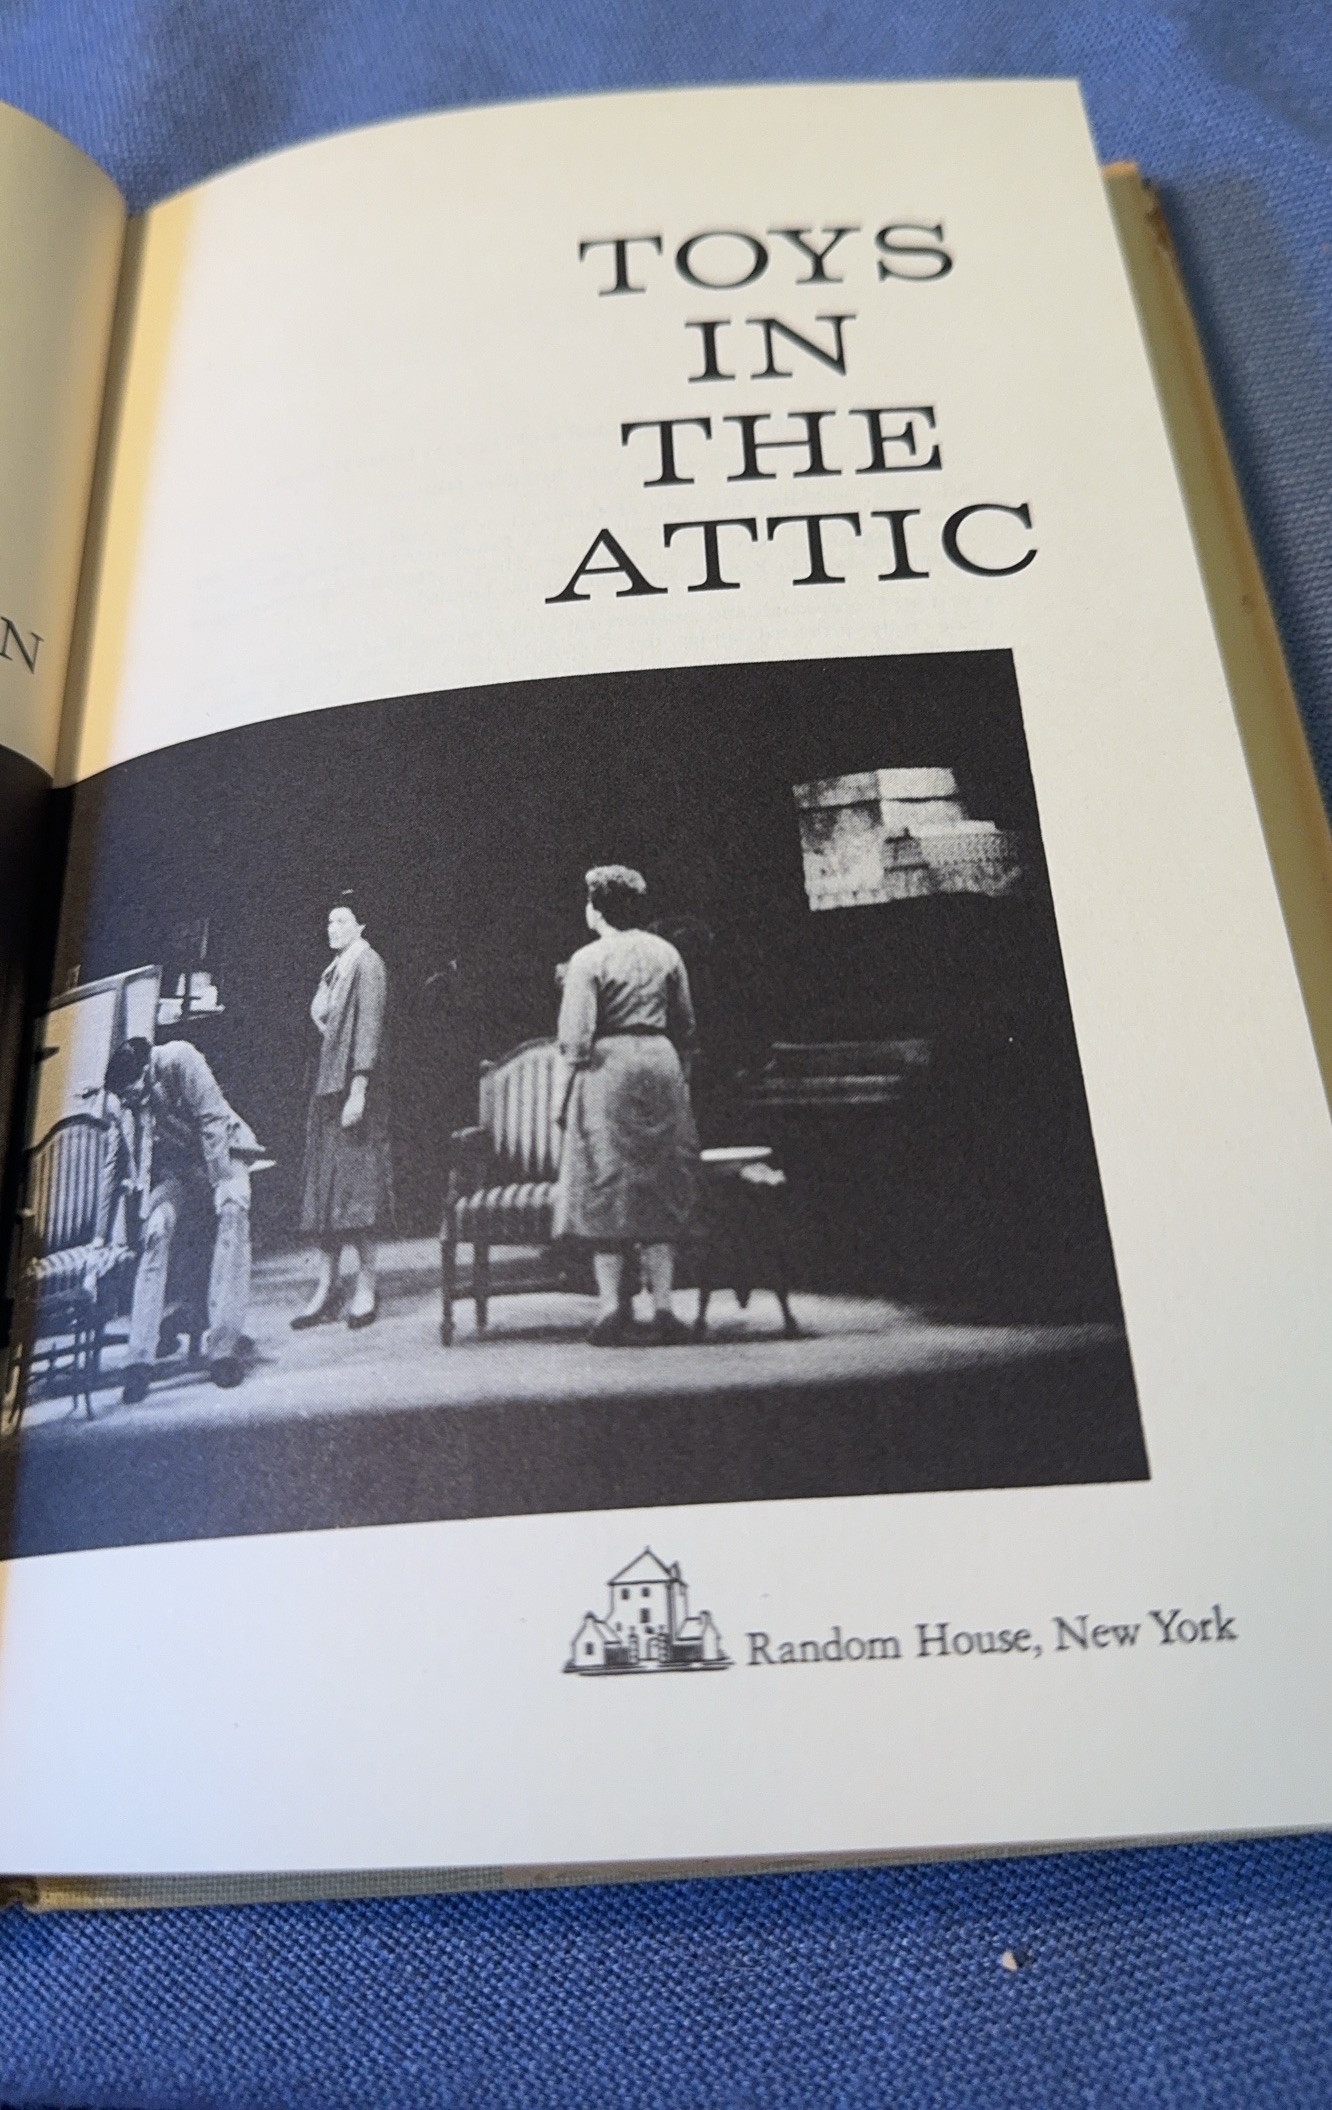 N
TOYS
IN
THE
ATTIC
Random House, New York